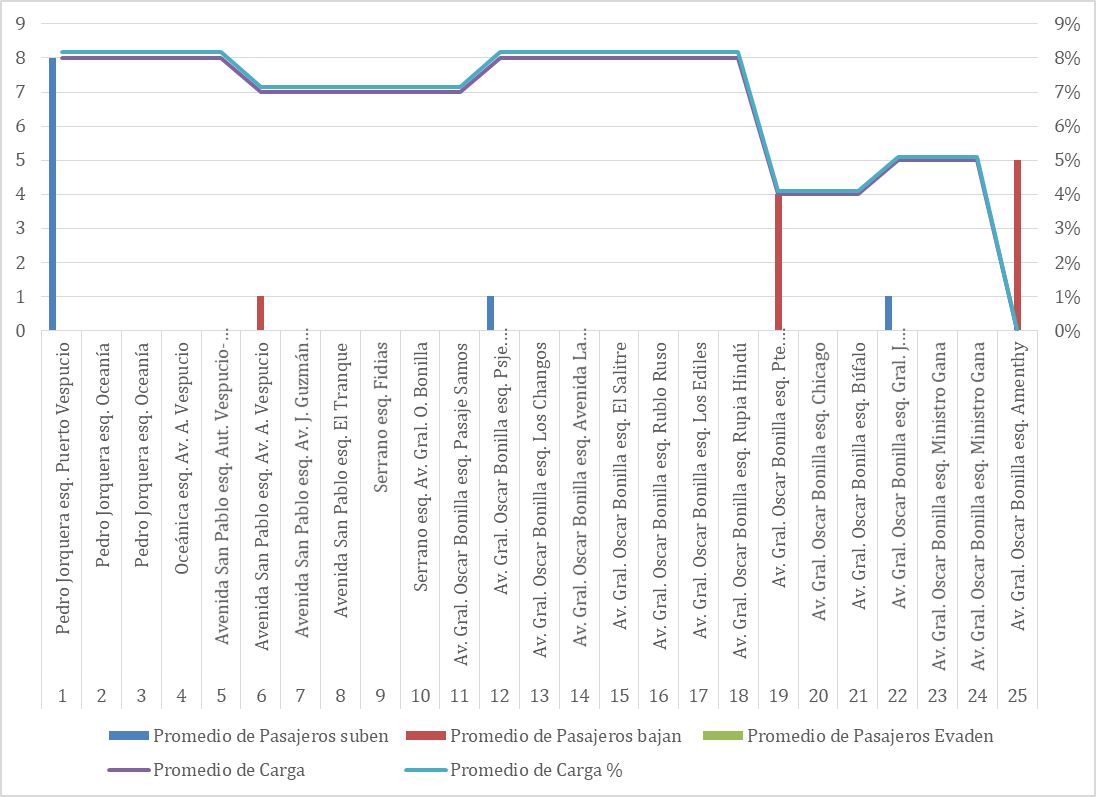 9 9%
8 8%
7 7%
6 6%
5 5%
4 4%
3 3%
2 2%
1 1%
0 0%
Pedro Jorquera esq. Puerto Vespucio
Pedro Jorquera esq. Oceanía
Pedro Jorquera esq. Oceanía
Oceánica esq. Av. A. Vespucio
Avenida San Pablo esq. Aut. Vespucio-…
Avenida San Pablo esq. Av. A. Vespucio
Avenida San Pablo esq. Av. J. Guzmán…
Avenida San Pablo esq. El Tranque
Serrano esq. Fidias
Serrano esq. Av. Gral. O. Bonilla
Av. Gral. Oscar Bonilla esq. Pasaje Samos
Av. Gral. Oscar Bonilla esq. Psje.…
Av. Gral. Oscar Bonilla esq. Los Changos
Av. Gral. Oscar Bonilla esq. Avenida La…
Av. Gral. Oscar Bonilla esq. El Salitre
Av. Gral. Oscar Bonilla esq. Rublo Ruso
Av. Gral. Oscar Bonilla esq. Los Ediles
Av. Gral. Oscar Bonilla esq. Rupia Hindú
Av. Gral. Oscar Bonilla esq. Pte.…
Av. Gral. Oscar Bonilla esq. Chicago
Av. Gral. Oscar Bonilla esq. Búfalo
Av. Gral. Oscar Bonilla esq. Gral. J.…
Av. Gral. Oscar Bonilla esq. Ministro Gana
Av. Gral. Oscar Bonilla esq. Ministro Gana
Av. Gral. Oscar Bonilla esq. Amenthy
1 2 3 4 5 6 7 8 9 10 11 12 13 14 15 16 17 18 19 20 21 22 23 24 25
Promedio de Pasajeros suben Promedio de Pasajeros bajan Promedio de Pasajeros Evaden
Promedio de Carga Promedio de Carga %